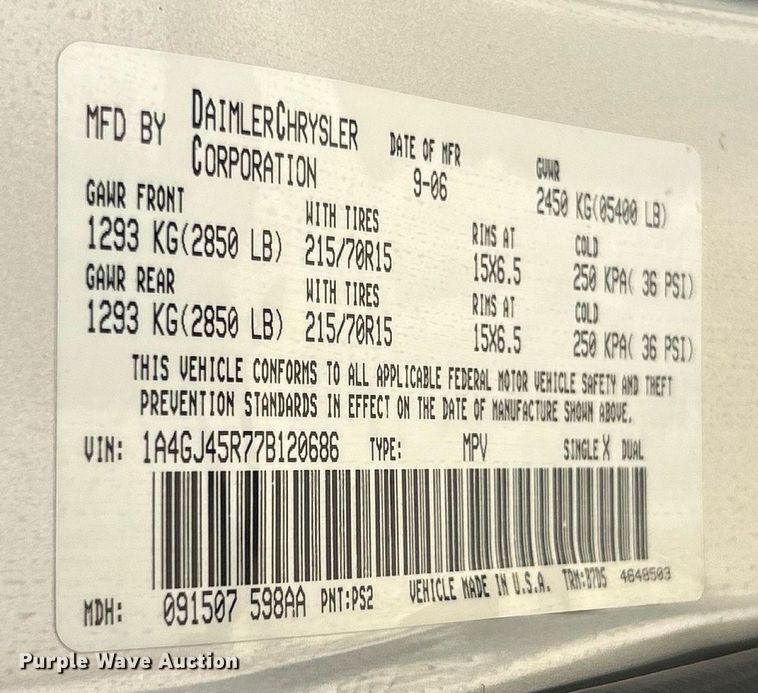 MFD BY DAIMLERCHRYSLER CORPORATION
DATE OF MFR 9-06
GVWR 2450 KG(05400 LB)
GAWR FRONT WITH TIRES RIMS AT COLD
1293 KG(2850 LB) 215/70R15 15X6.5 250 KPA( 36 PSI)
GAWR REAR WITH TIRES RIMS AT COLD
1293 KG(2850 LB) 215/70R15 15X6.5 250 KPA( 36 PSI)
THIS VEHICLE CONFORMS TO ALL APPLICABLE FEDERAL MOTOR VEHICLE SAFETY AND THEFT
PREVENTION STANDARDS IN EFFECT ON THE DATE OF MANUFACTURE SHOWN ABOVE.
VIN: 1A4GJ45R77B120686 TYPE: MPV SINGLE X DUAL
MDH: 091507 598AA PNT:PS2 VEHICLE MADE IN U.S.A. TRM:B7D5 4648503
Purple Wave Auction